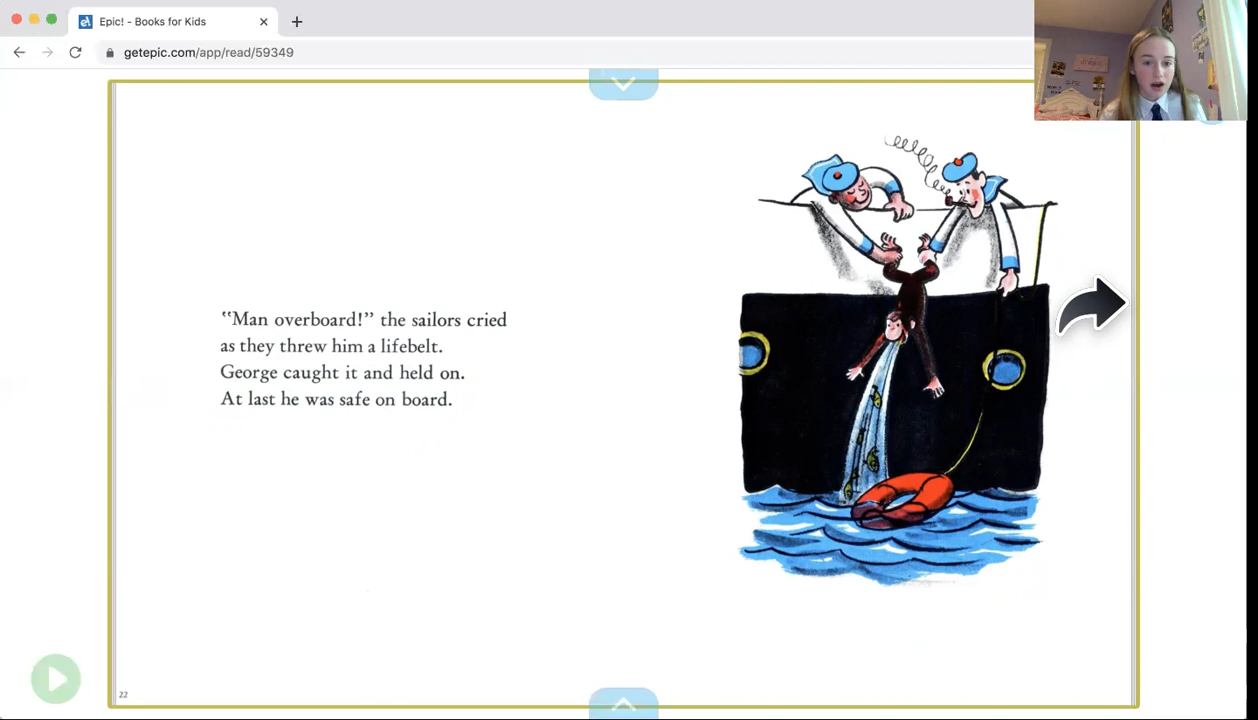 Epic! - Books for Kids
getepic.com/app/read/59349
"Man overboard!" the sailors cried
as they threw him a lifebelt.
George caught it and held on.
At last he was safe on board.
22